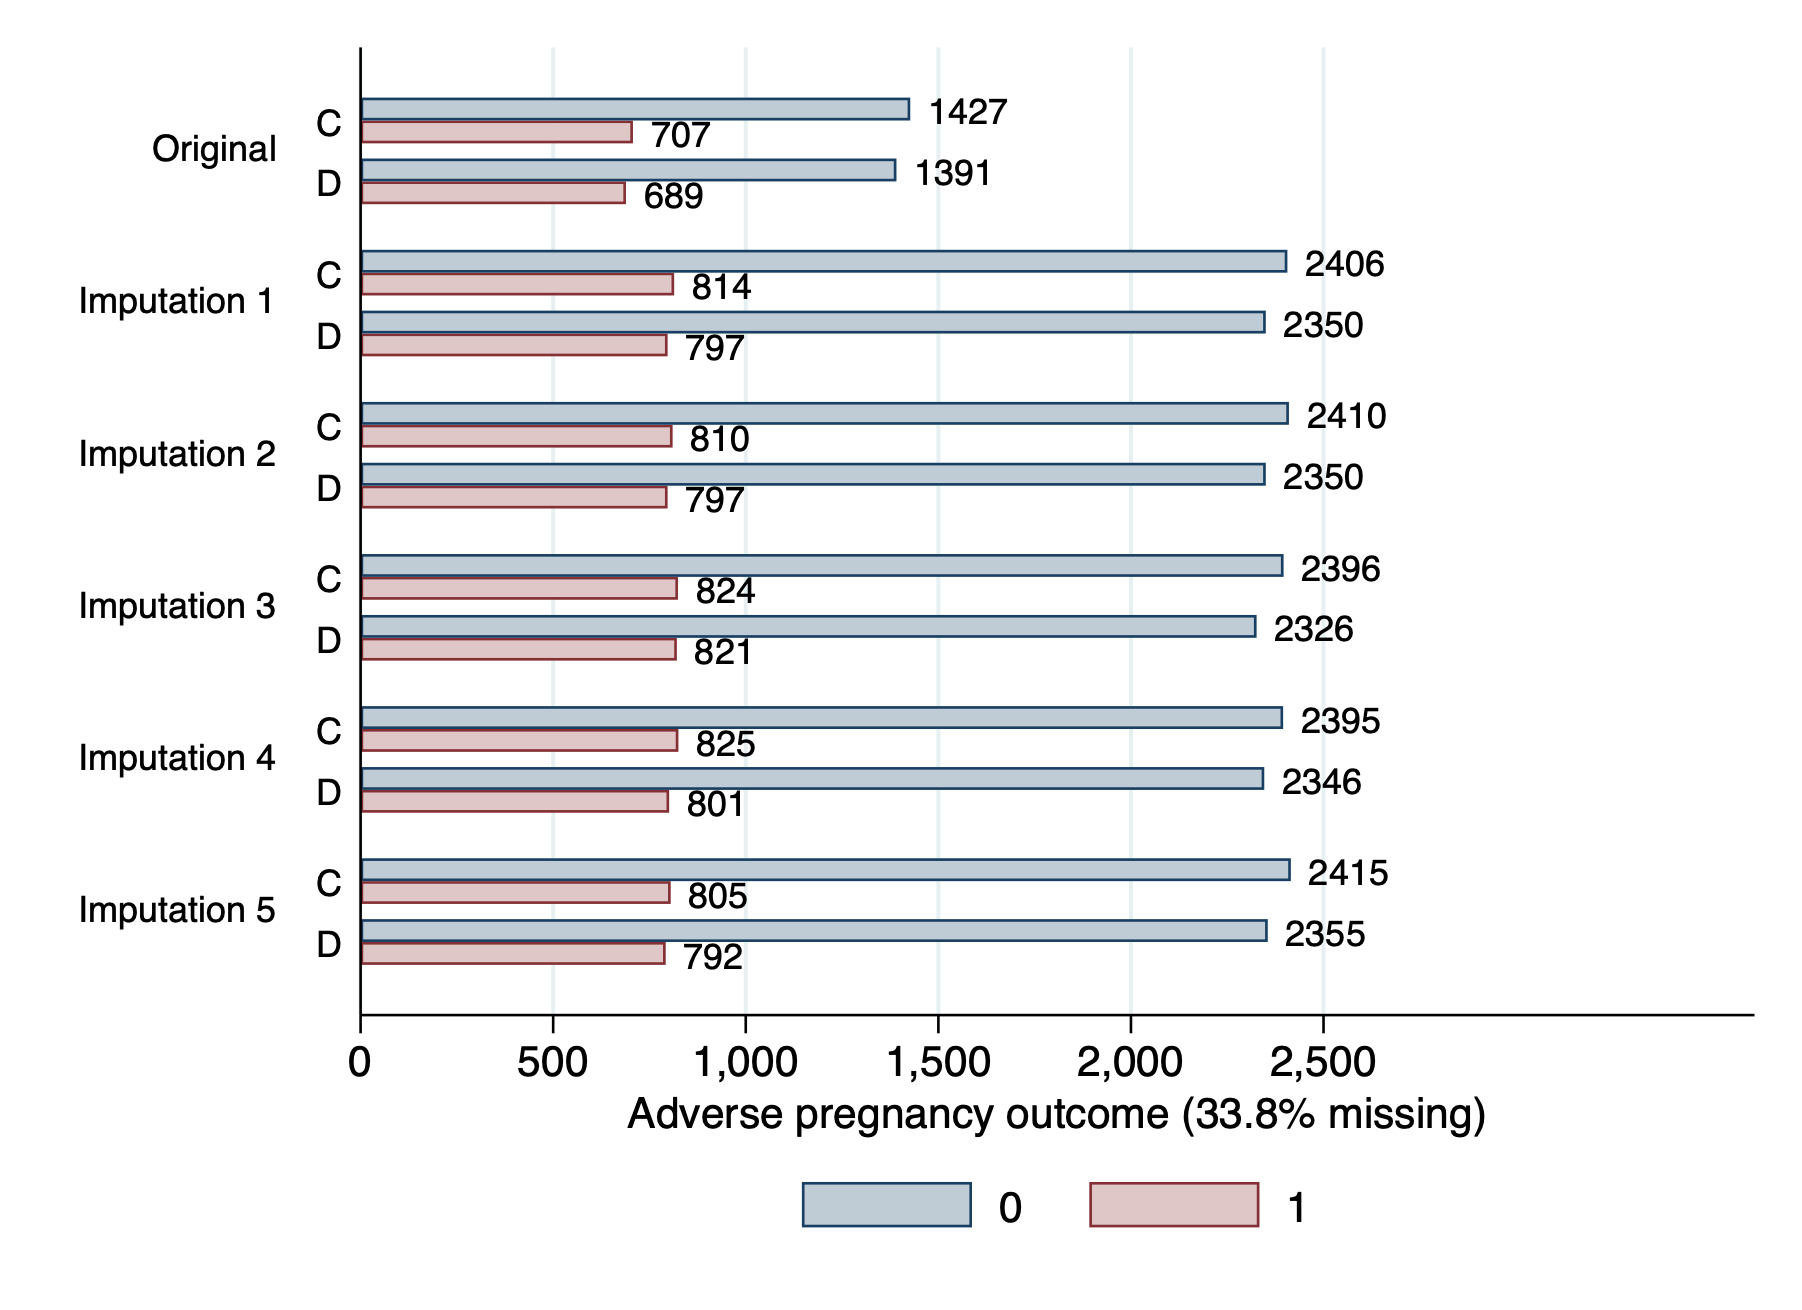 Original
C
1427
707
D
1391
689
Imputation 1
C
2406
814
D
2350
797
Imputation 2
C
2410
810
D
2350
797
Imputation 3
C
2396
824
D
2326
821
Imputation 4
C
2395
825
D
2346
801
Imputation 5
C
2415
805
D
2355
792
0 500 1,000 1,500 2,000 2,500
Adverse pregnancy outcome (33.8% missing)
0 1